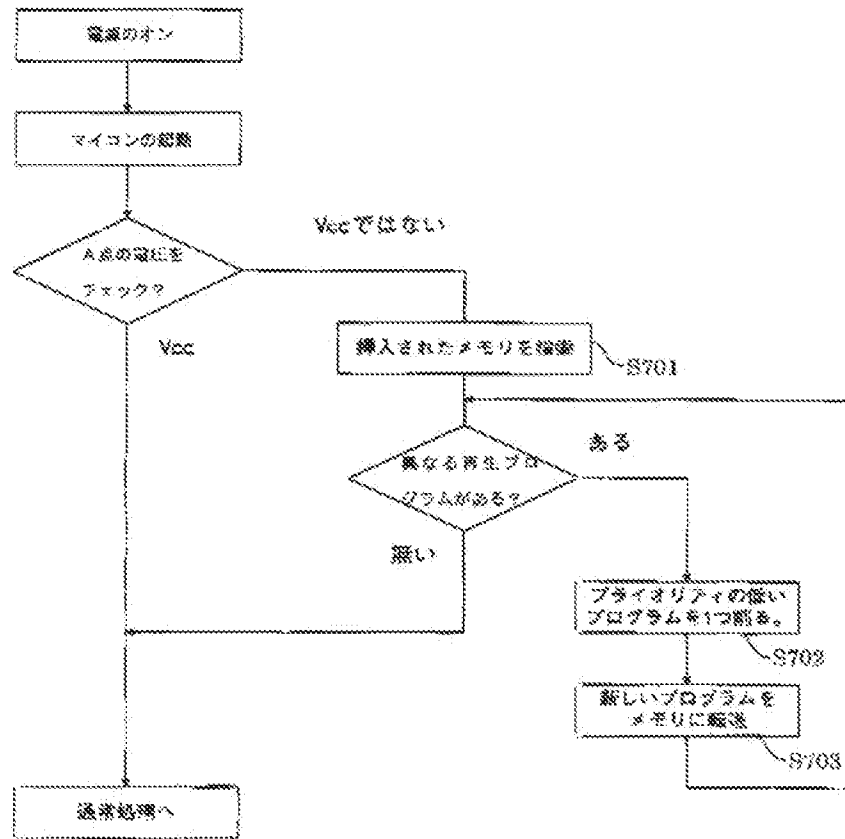 電源のオン
マイコンの起動
A点の電圧を
チェック？
Vccではない
Vcc
挿入されたメモリを検索
S701
異なる再生プロ
グラムがある？
ある
無い
プライオリティの低い
プログラムを1つ削る。
S702
新しいプログラムを
メモリに転送
S703
通常処理へ